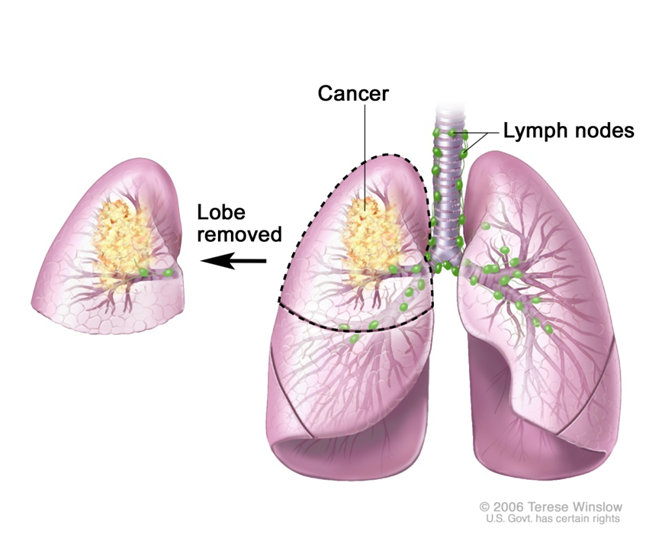 Cancer
Lymph nodes
Lobe
removed
© 2006 Terese Winslow
U.S. Govt. has certain rights